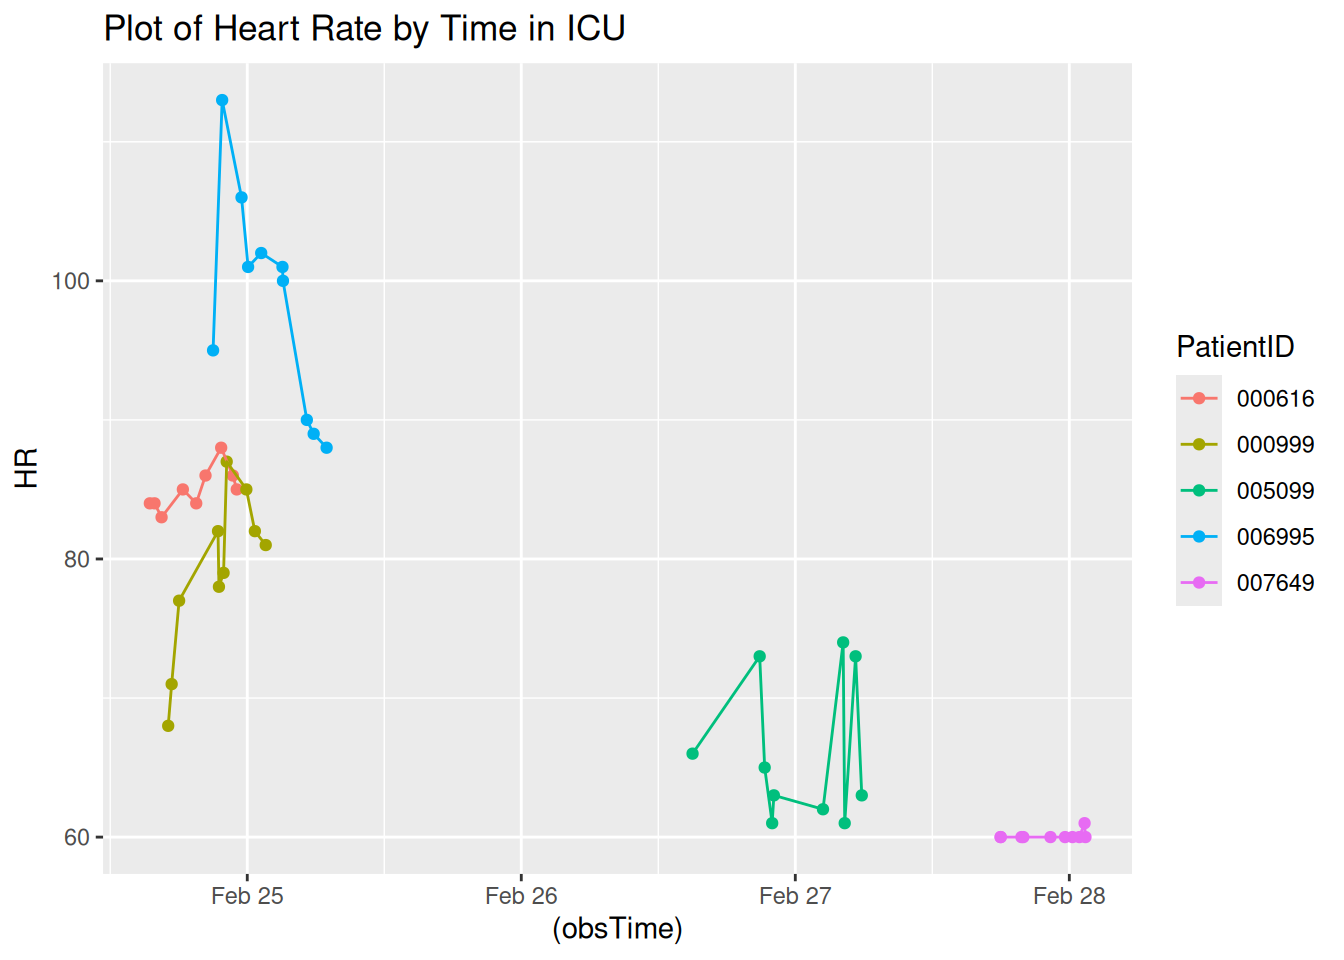 Plot of Heart Rate by Time in ICU
HR
100
80
60
Feb 25
Feb 26
Feb 27
Feb 28
(obsTime)
PatientID
000616
000999
005099
006995
007649